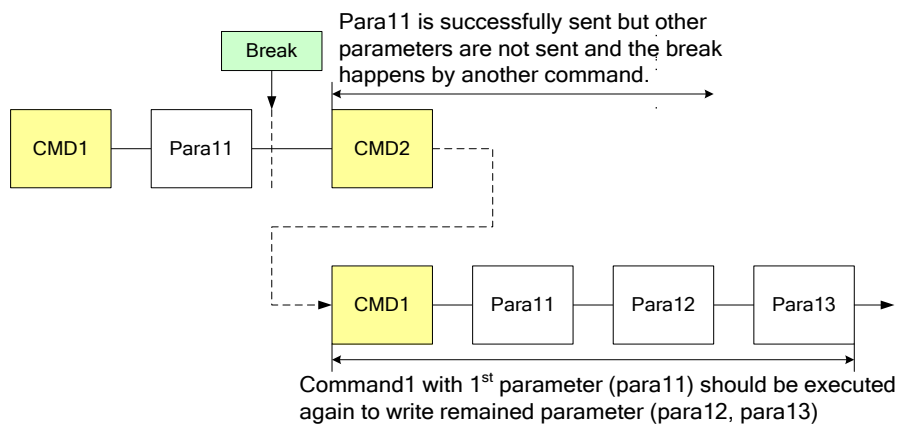 Para11 is successfully sent but other
parameters are not sent and the break
happens by another command.
Break
CMD1
Para11
CMD2
CMD1
Para11
Para12
Para13
Command1 with 1st parameter (para11) should be executed
again to write remained parameter (para12, para13)